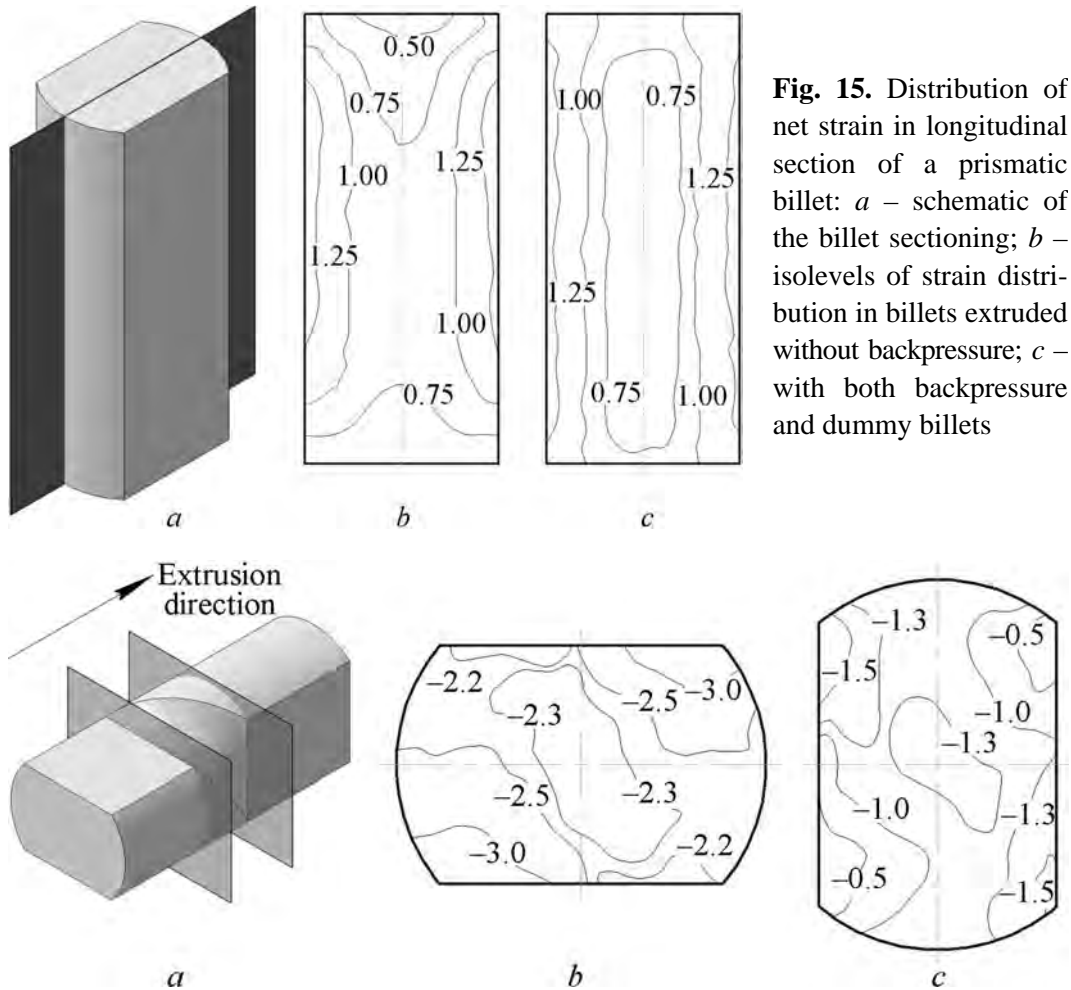 0.50
0.75
1.00
1.25
1.25
1.00
0.75
b
1.00
0.75
1.25
1.25
0.75
1.00
c
a
Fig. 15. Distribution of
net strain in longitudinal
section of a prismatic
billet: a – schematic of
the billet sectioning; b –
isolevels of strain distri-
bution in billets extruded
without backpressure; c –
with both backpressure
and dummy billets
Extrusion
direction
a
–2.2
–2.3
–2.5
–3.0
–2.5
–2.3
–3.0
–2.2
b
–1.3
–0.5
–1.5
–1.0
–1.3
–1.0
–1.3
–0.5
–1.5
c